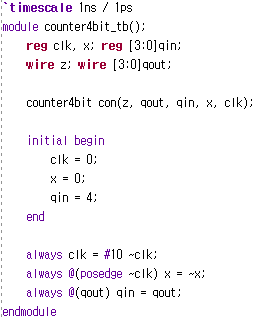 `timescale 1ns / 1ps
module counter4bit_tb();
reg clk, x; reg [3:0]qin;
wire z; wire [3:0]qout;
counter4bit con(z, qout, qin, x, clk);
initial begin
clk = 0;
x = 0;
qin = 4;
end
always clk = #10 ~clk;
always @(posedge ~clk) x = ~x;
always @(qout) qin = qout;
endmodule